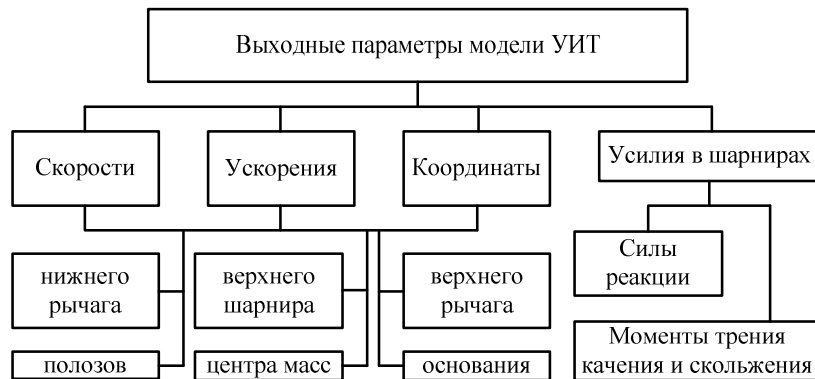 Выходные параметры модели УИТ
Скорости
Ускорения
Координаты
Усилия в шарнирах
нижнего
рычага
верхнего
шарнира
верхнего
рычага
Силы
реакции
полозов
центра масс
основания
Моменты трения
качения и скольжения